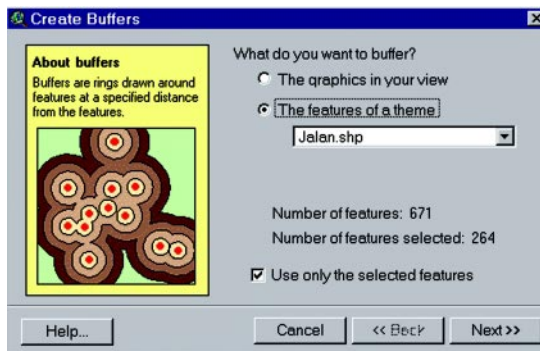 Create Buffers
About buffers
Buffers are rings drawn around
features at a specified distance
from the features.
What do you want to buffer?
The graphics in your view
The features of a theme
Jalan.shp
Number of features: 671
Number of features selected: 264
Use only the selected features
Help...
Cancel
<< Back
Next >>